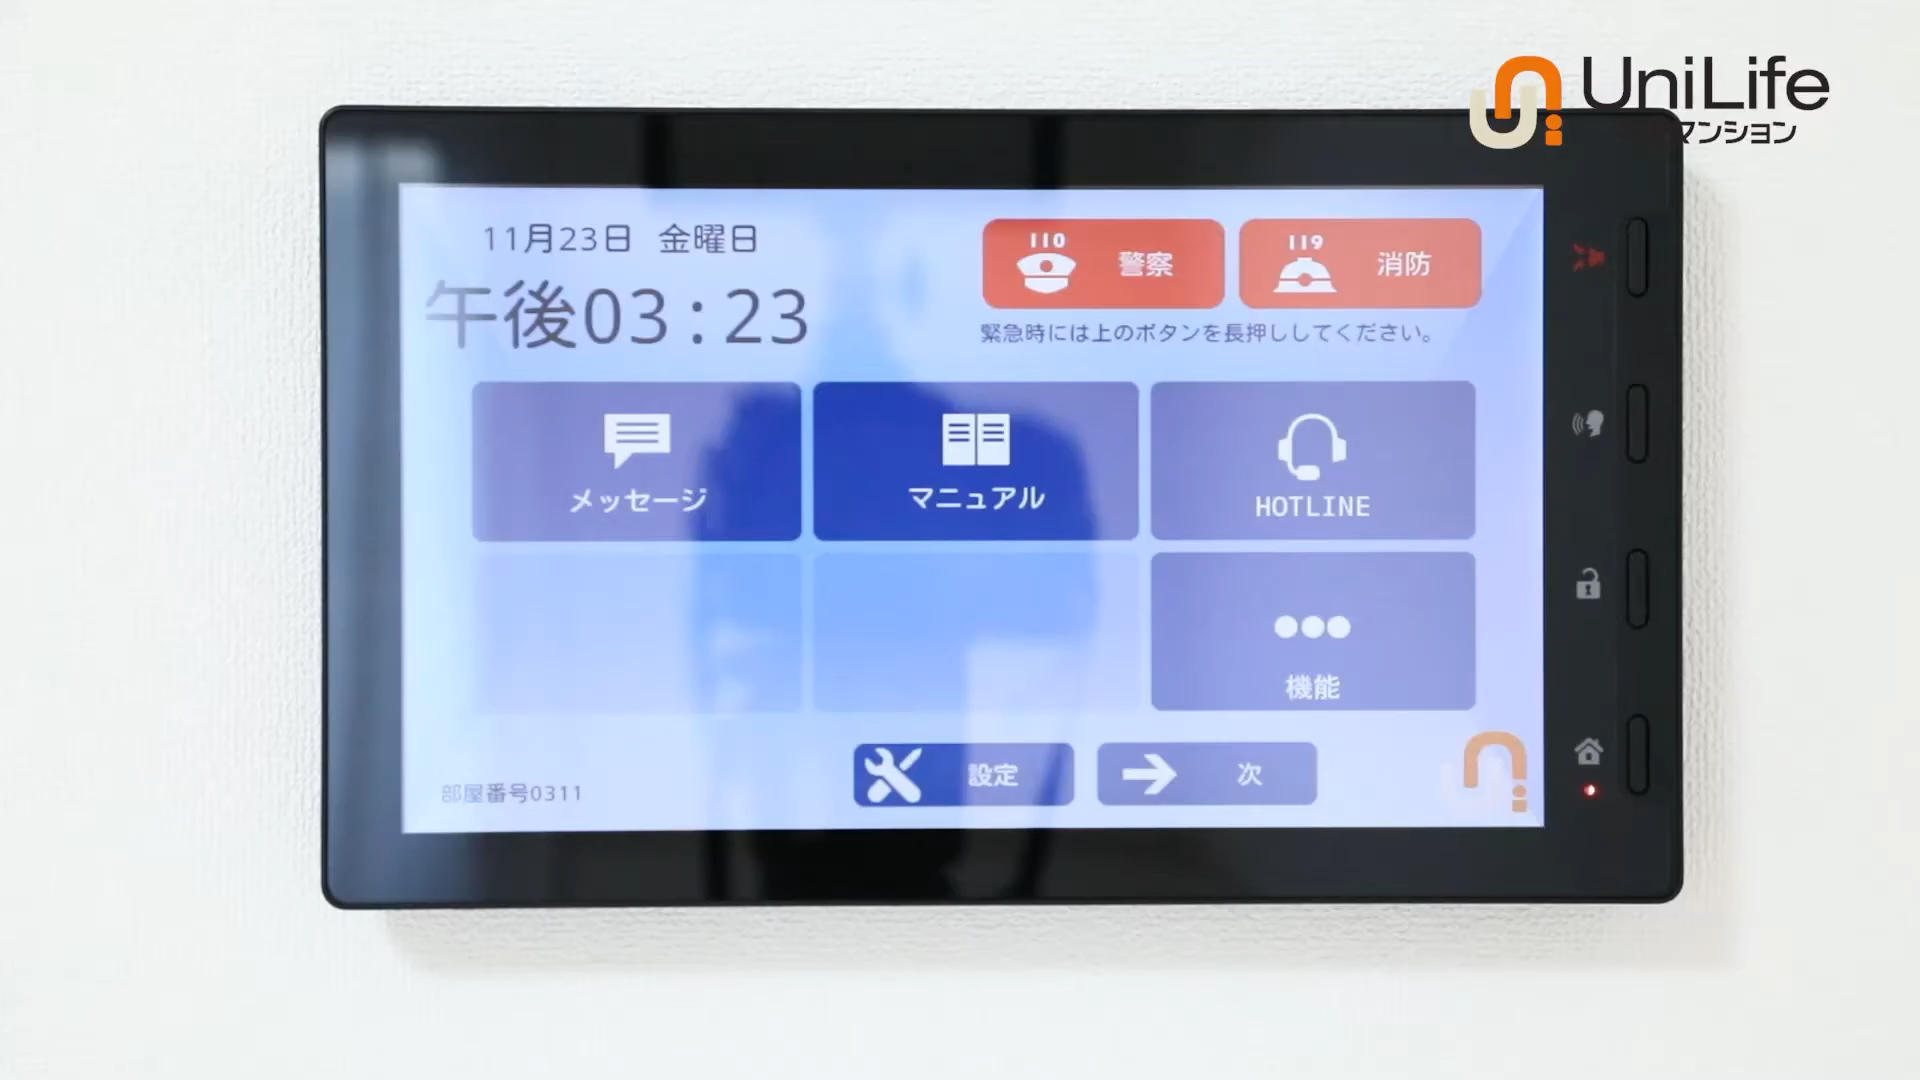 UniLife
マンション
11月23日 金曜日
午後03:23
110
警察
119
消防
緊急時には上のボタンを長押ししてください。
メッセージ
マニュアル
HOTLINE
機能
部屋番号0311
設定
次